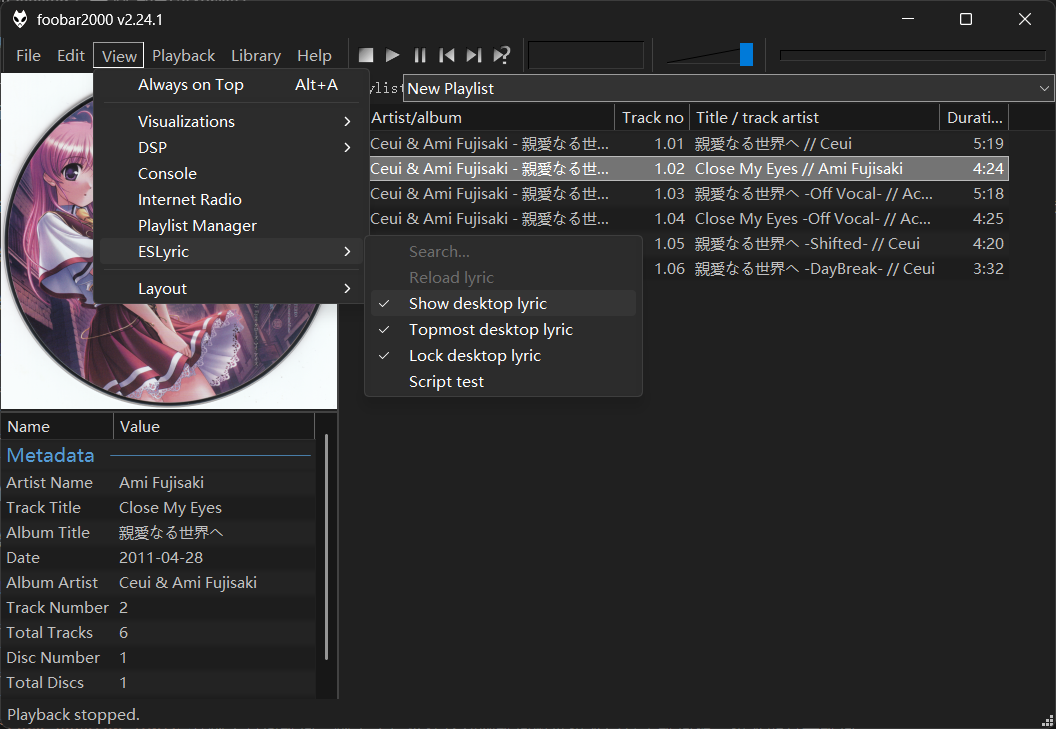 foobar2000 v2.24.1
File Edit View Playback Library Help
Always on Top Alt+A
Visualizations
DSP
Console
Internet Radio
Playlist Manager
ESLyric
Layout
Search...
Reload lyric
Show desktop lyric
Topmost desktop lyric
Lock desktop lyric
Script test
New Playlist
Artist/album Track no Title / track artist Durati...
Ceui & Ami Fujisaki - 親愛なる世... 1.01 親愛なる世界へ // Ceui 5:19
Ceui & Ami Fujisaki - 親愛なる世... 1.02 Close My Eyes // Ami Fujisaki 4:24
Ceui & Ami Fujisaki - 親愛なる世... 1.03 親愛なる世界へ -Off Vocal- // Ac... 5:18
Ceui & Ami Fujisaki - 親愛なる世... 1.04 Close My Eyes -Off Vocal- // Ac... 4:25
1.05 親愛なる世界へ -Shifted- // Ceui 4:20
1.06 親愛なる世界へ -DayBreak- // Ceui 3:32
Name Value
Metadata
Artist Name Ami Fujisaki
Track Title Close My Eyes
Album Title 親愛なる世界へ
Date 2011-04-28
Album Artist Ceui & Ami Fujisaki
Track Number 2
Total Tracks 6
Disc Number 1
Total Discs 1
Playback stopped.